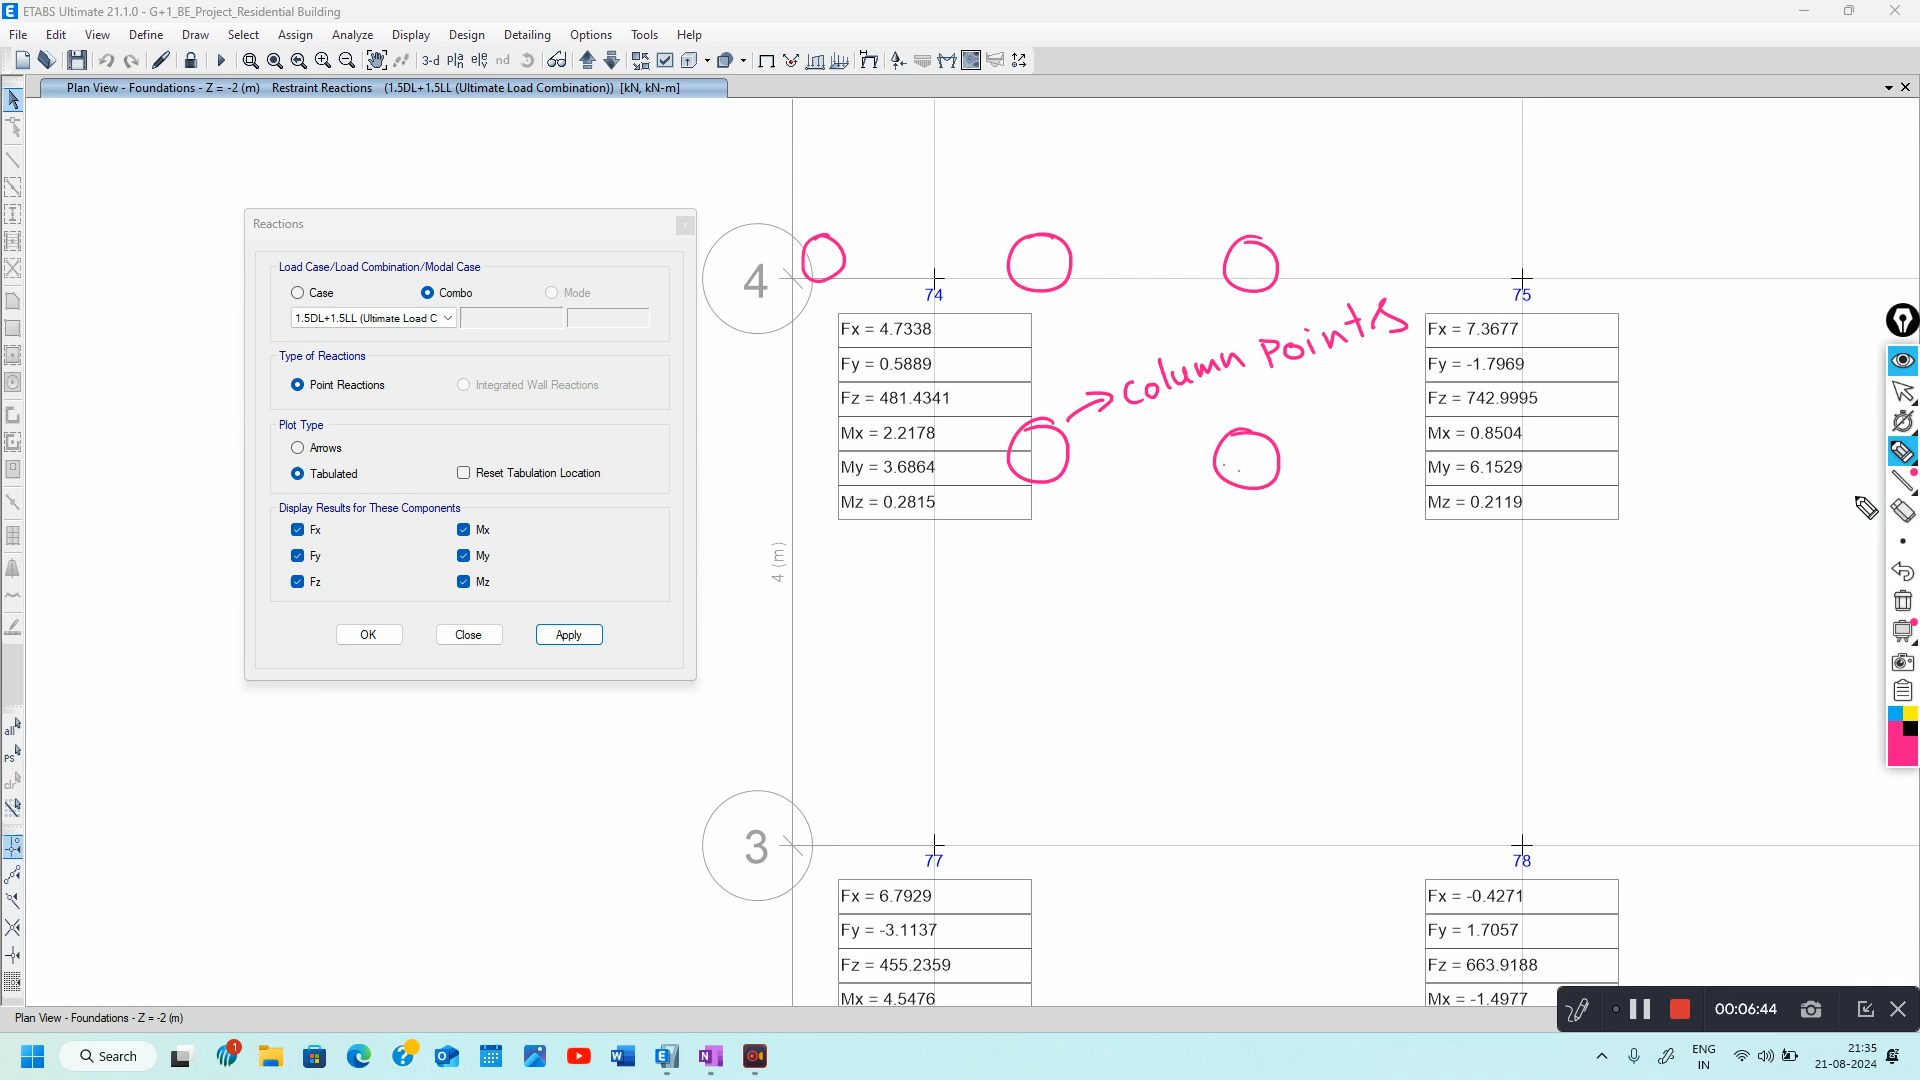 ETABS Ultimate 21.1.0 - G+1_BE_Project_Residential Building
File Edit View Define Draw Select Assign Analyze Display Design Detailing Options Tools Help
3-d pla ele nd
Plan View - Foundations - Z = -2 (m) Restraint Reactions (1.5DL+1.5LL (Ultimate Load Combination)) [kN, kN-m]
Reactions
Load Case/Load Combination/Modal Case
Case Combo Mode
1.5DL+1.5LL (Ultimate Load C
Type of Reactions
Point Reactions Integrated Wall Reactions
Plot Type
Arrows
Tabulated Reset Tabulation Location
Display Results for These Components
Fx Mx
Fy My
Fz Mz
OK Close Apply
4
74
Fx = 4.7338
Fy = 0.5889
Fz = 481.4341
Mx = 2.2178
My = 3.6864
Mz = 0.2815
column points
75
Fx = 7.3677
Fy = -1.7969
Fz = 742.9995
Mx = 0.8504
My = 6.1529
Mz = 0.2119
4 (m)
3
77
Fx = 6.7929
Fy = -3.1137
Fz = 455.2359
Mx = 4.5476
78
Fx = -0.4271
Fy = 1.7057
Fz = 663.9188
Mx = -1.4977
all
PS
clr
00:06:44
Plan View - Foundations - Z = -2 (m)
Search
1
ENG
IN
21:35
21-08-2024